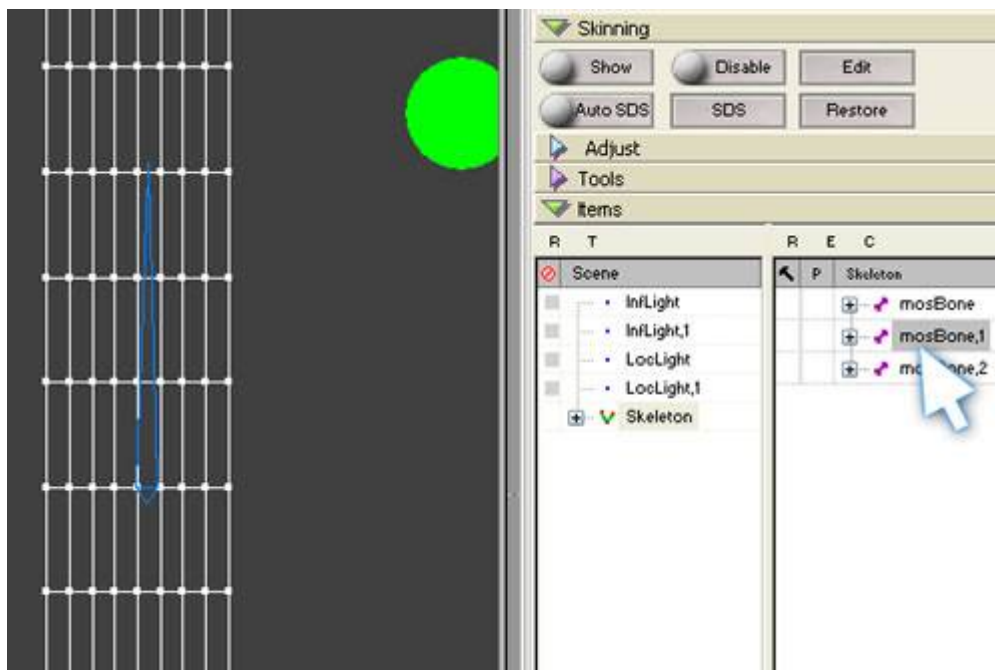 Skinning
Show Disable Edit
Auto SDS SDS Restore
Adjust
Tools
Items
R T R E C
Scene P Skeleton
InfLight mosBone
InfLight,1 mosBone,1
LocLight
LocLight,1
Skeleton